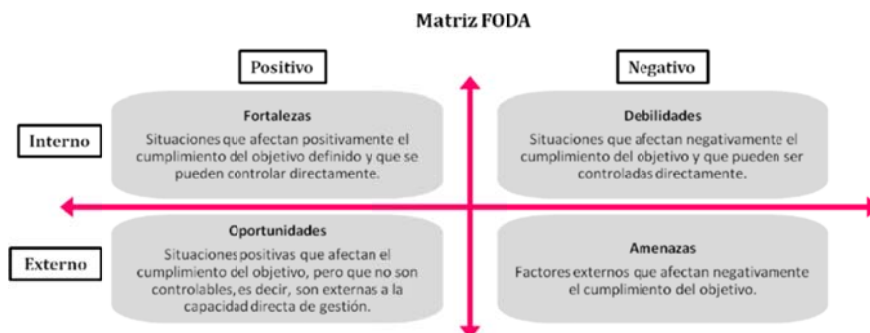 Matriz FODA
Positivo
Negativo
Interno
Fortalezas
Situaciones que afectan positivamente el
cumplimiento del objetivo definido y que se
pueden controlar directamente.
Debilidades
Situaciones que afectan negativamente el
cumplimiento del objetivo y que pueden ser
controladas directamente.
Externo
Oportunidades
Situaciones positivas que afectan el
cumplimiento del objetivo, pero que no son
controlables, es decir, son externas a la
capacidad directa de gestión.
Amenazas
Factores externos que afectan negativamente
el cumplimiento del objetivo.